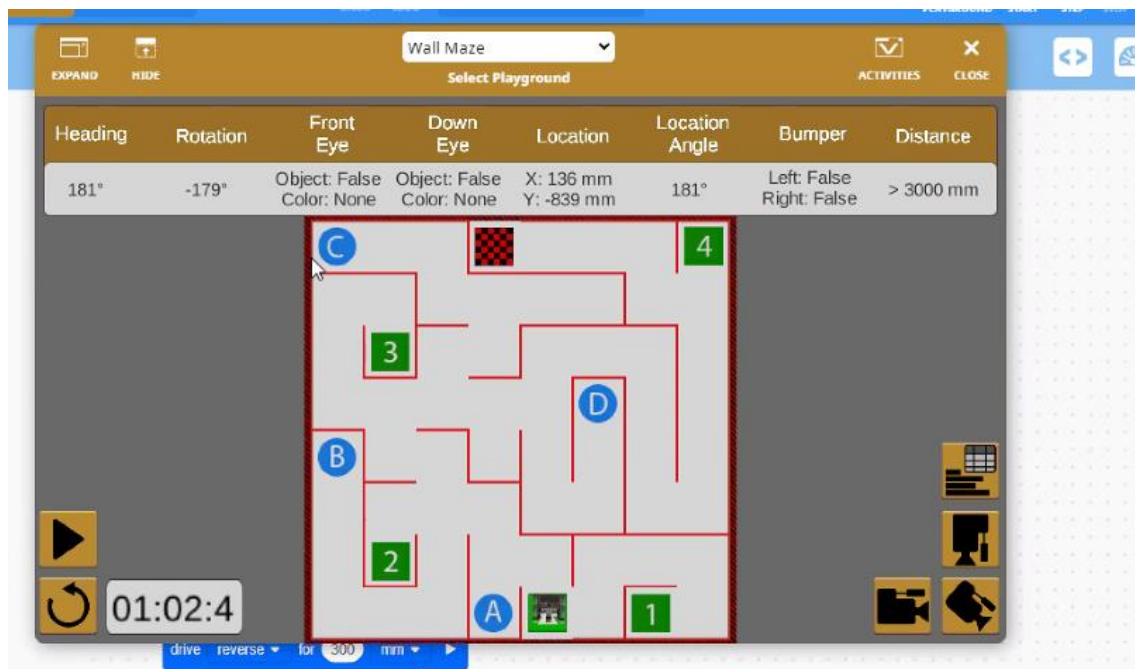 Wall Maze
EXPAND
HIDE
Select Playground
ACTIVITIES
CLOSE
Heading
Rotation
Front
Eye
Down
Eye
Location
Location
Angle
Bumper
Distance
181°
-179°
Object: False
Color: None
Object: False
Color: None
X: 136 mm
Y: -839 mm
181°
Left: False
Right: False
> 3000 mm
C
4
3
D
B
2
A
1
01:02:4
drive reverse for 300 mm